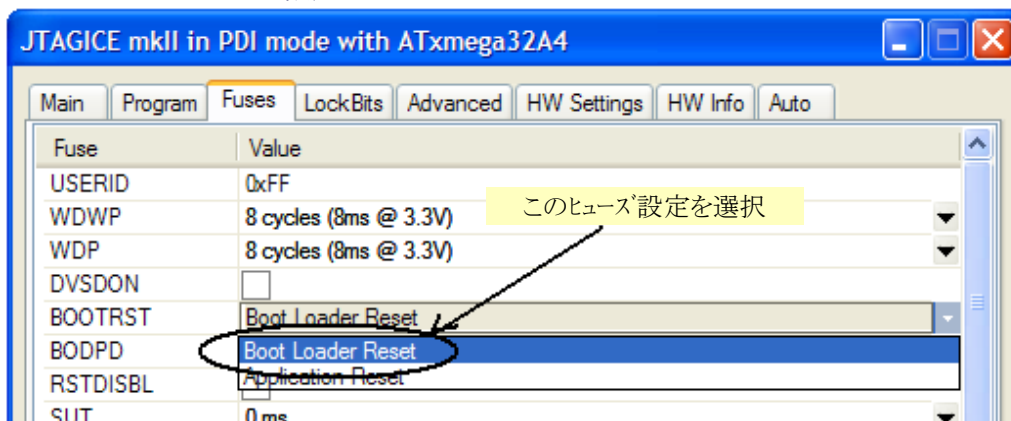 JTAGICE mkII in PDI mode with ATxmega32A4
Main Program Fuses LockBits Advanced HW Settings HW Info Auto
Fuse Value
USERID 0xFF
このﾋｭｰｽﾞ設定を選択
WDWP 8 cycles (8ms @ 3.3V)
WDP 8 cycles (8ms @ 3.3V)
DVSDON
BOOTRST Boot Loader Reset
BODPD Boot Loader Reset
RSTDISBL Application Reset
SUT 0 ms